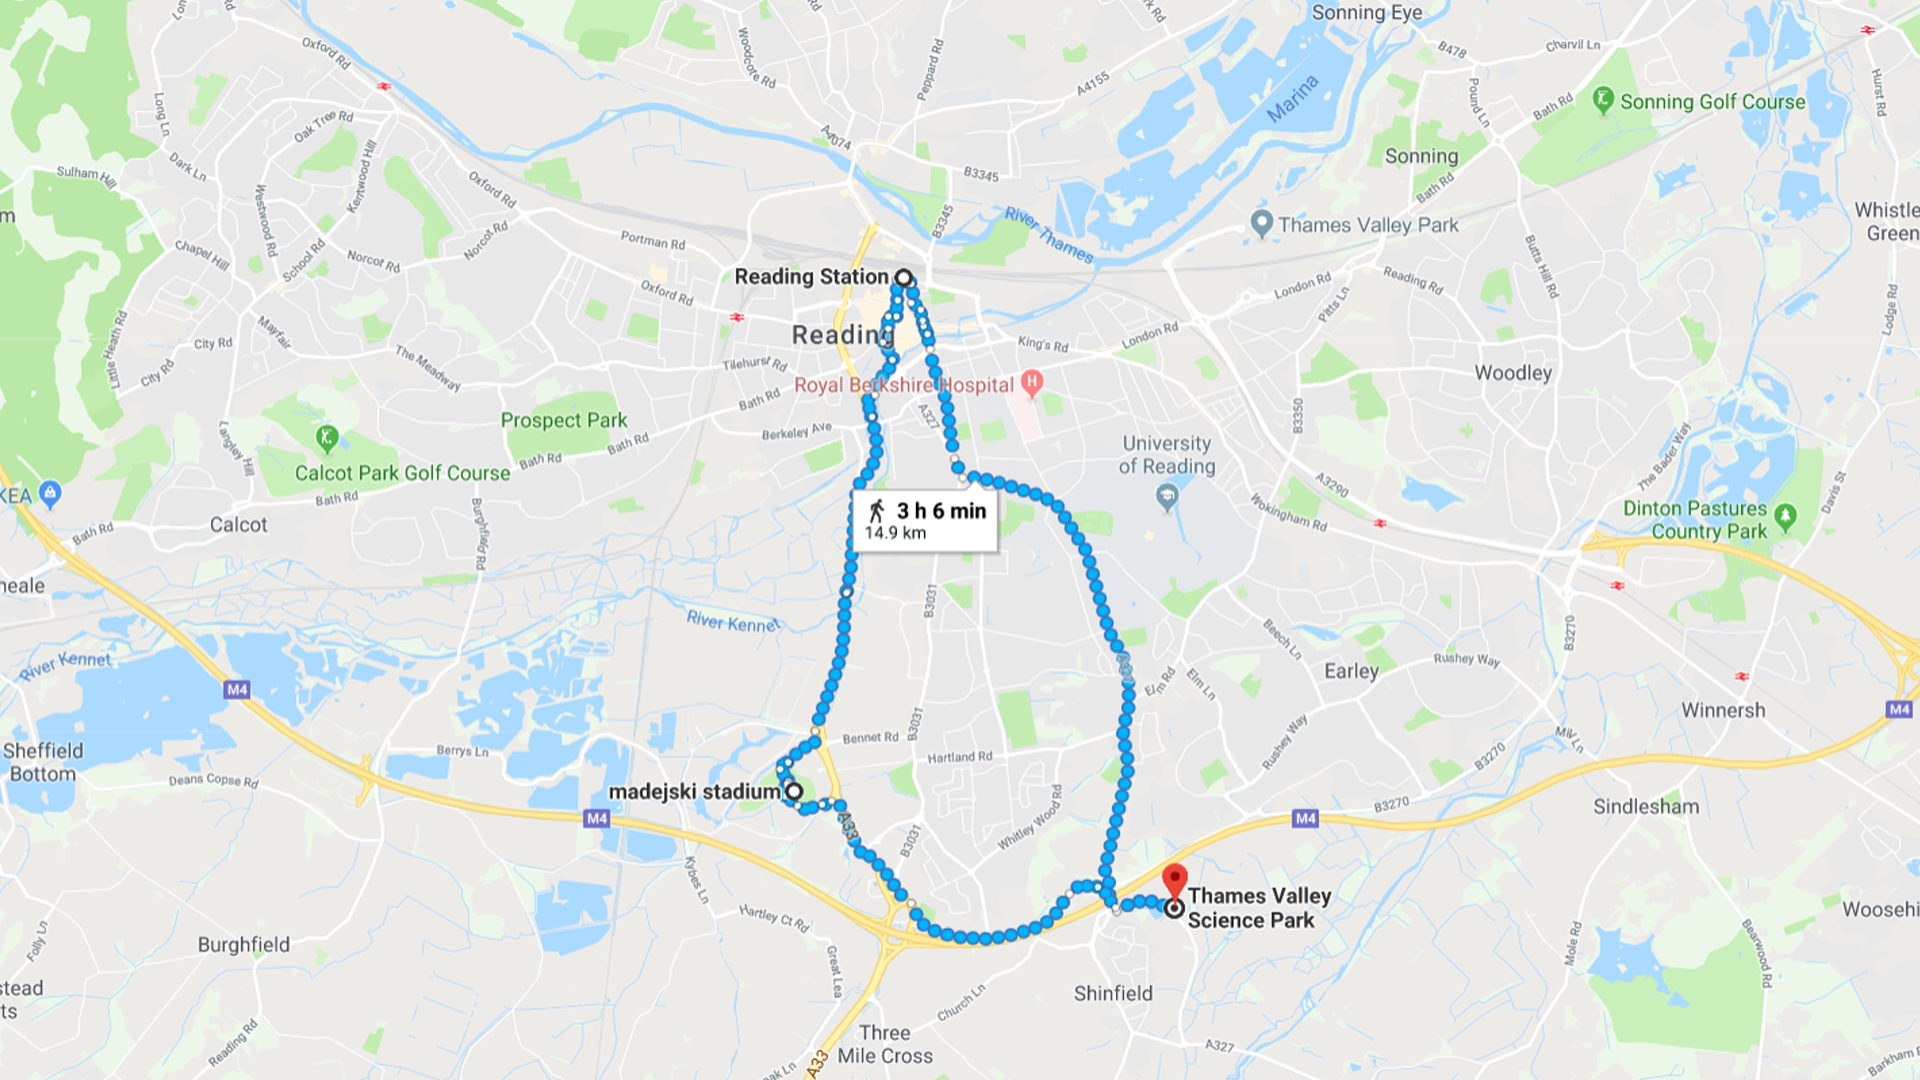 Sonning Eye
Oxford Rd
Long Ln
Woodcote Rd
Peppard Rd
A4155
B478
Charvil Ln
Pound Ln
Bath Rd
Sonning Golf Course
Hurst Rd
Marina
Oak Tree Rd
Kentwood Hill
A4074
Sulham Hill
Dark Ln
Westwood Rd
Oxford Rd
B3345
B3345
Sonning
Bath Rd
River Thames
Thames Valley Park
Whistle
Green
Chapel Hill
School Rd
Norcot Rd
Norcot Rd
Portman Rd
Butts Hill Rd
Reading Station
Oxford Rd
London Rd
Reading Rd
Pitts Ln
Lodge Rd
Little Heath Rd
City Rd
City Rd
Mayfair
The Meadway
Reading
King's Rd
London Rd
Tilehurst Rd
Royal Berkshire Hospital
Woodley
Bath Rd
A327
B3350
Prospect Park
Berkeley Ave
Langley Hill
Bath Rd
Bath Rd
University
of Reading
Calcot Park Golf Course
The Bader Way
A3290
Davis St
KEA
Bath Rd
Burghfield Rd
3 h 6 min
14.9 km
Wokingham Rd
Dinton Pastures
Country Park
Bath Rd
Calcot
heale
B3031
River Kennet
Beech Ln
B3270
River Kennet
M4
A327
Elm Rd
Elm Ln
Earley
Rushey Way
Winnersh
M4
B3031
Bennet Rd
Hartland Rd
Rushey Way
Mill Ln
B3270
Sheffield
Bottom
Berrys Ln
Deans Copse Rd
madejski stadium
M4
A33
B3031
Whitley Wood Rd
M4
B3270
Sindlesham
Kybes Ln
Thames Valley
Science Park
Woosehi
Hartley Ct Rd
Folly Ln
Burghfield
Great Lea
Mole Rd
Bearwood Rd
stead
ts
Church Ln
Shinfield
Reading Rd
Three
Mile Cross
A327
A33
ak Ln
Barkham